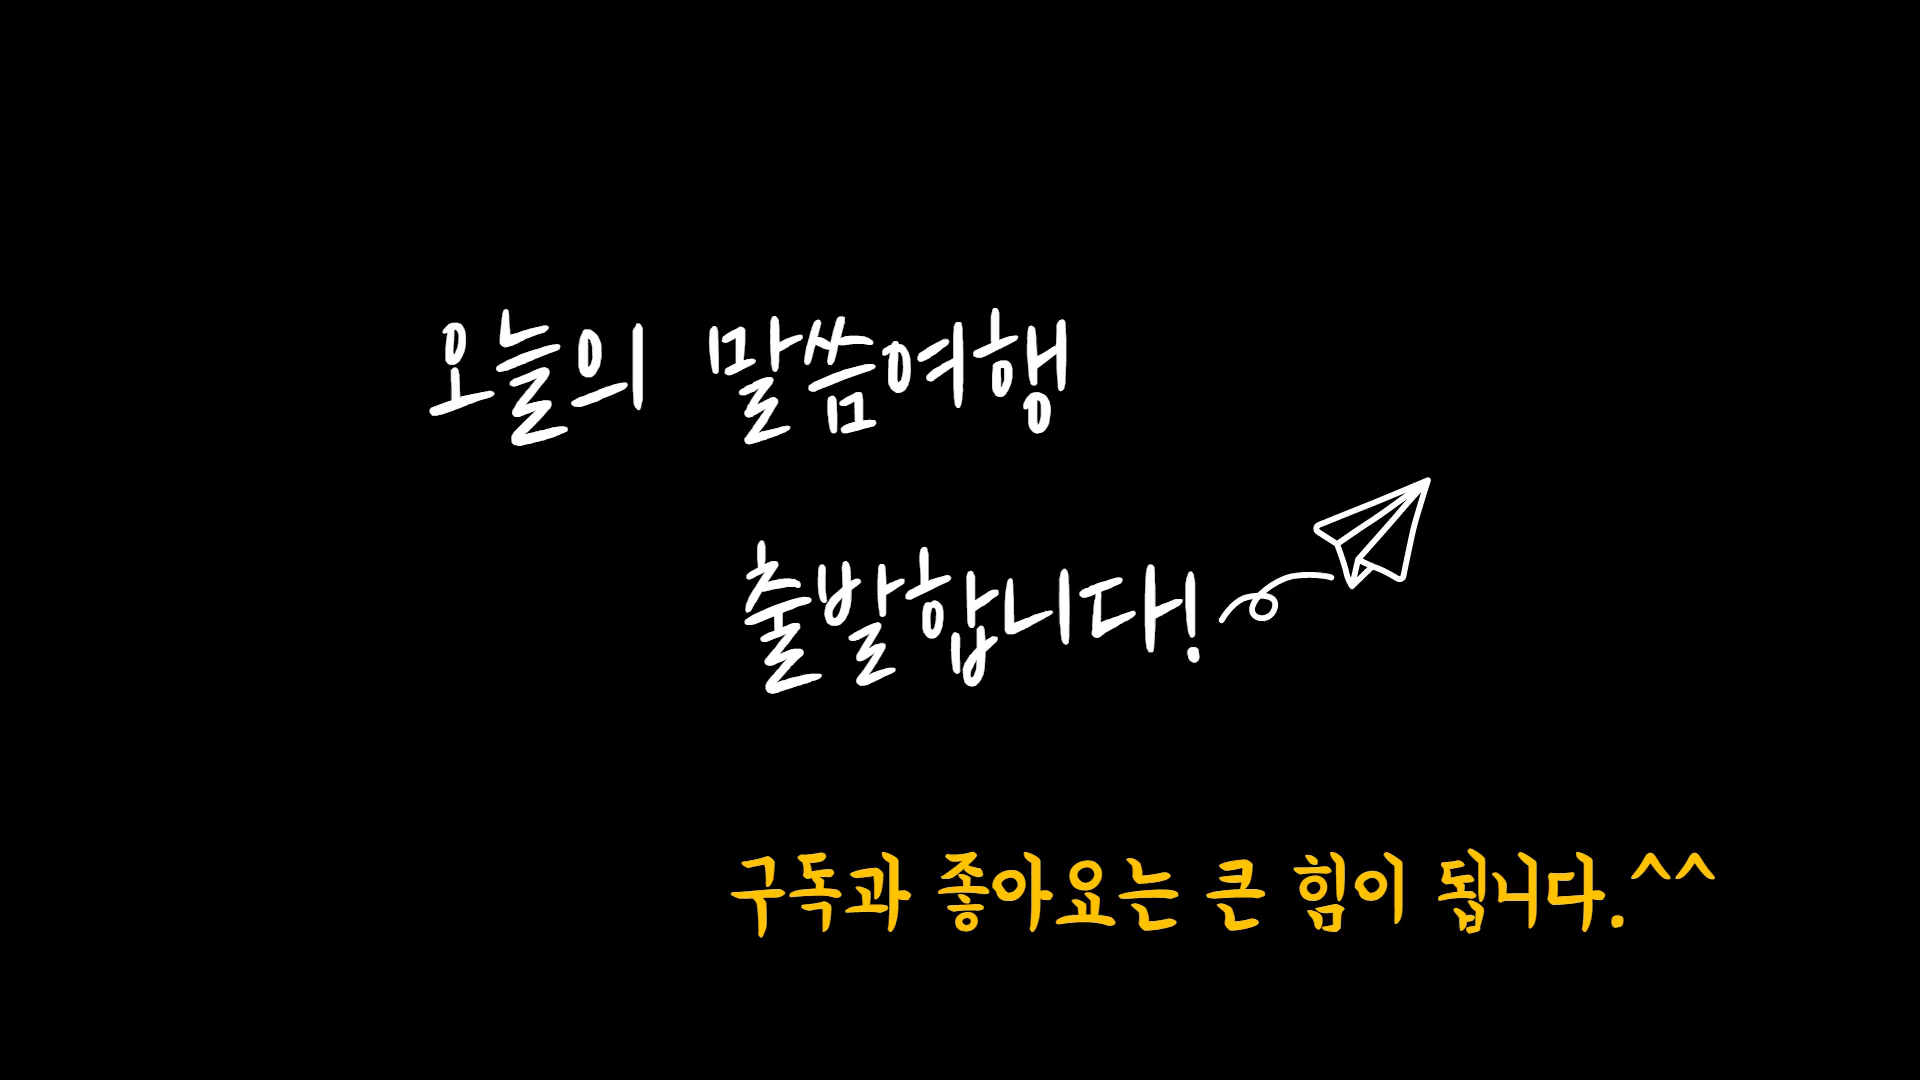 오늘의 말씀여행
출발합니다!
구독과 좋아요는 큰 힘이 됩니다.^^